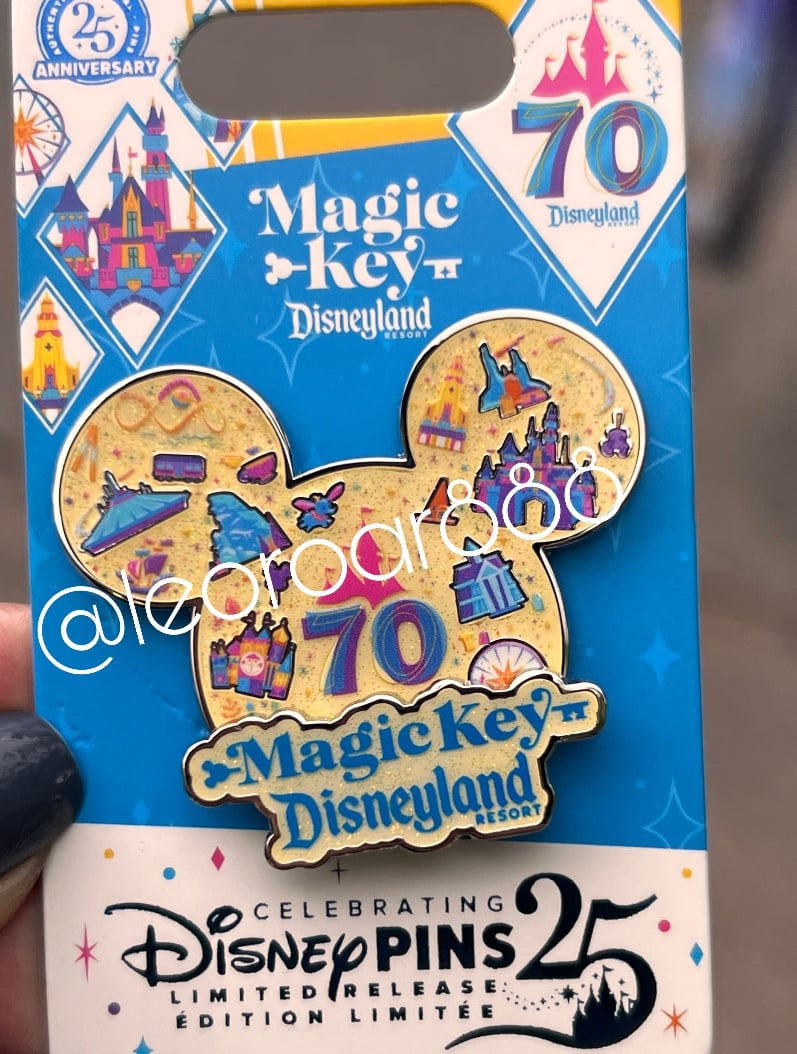 25
ANNIVERSARY
70
Disneyland
RESORT
Magic
Key
Disneyland
RESORT
@leoroar888
70
Magic Key
Disneyland
RESORT
CELEBRATING
DISNEY PINS 25
LIMITED RELEASE
ÉDITION LIMITÉE